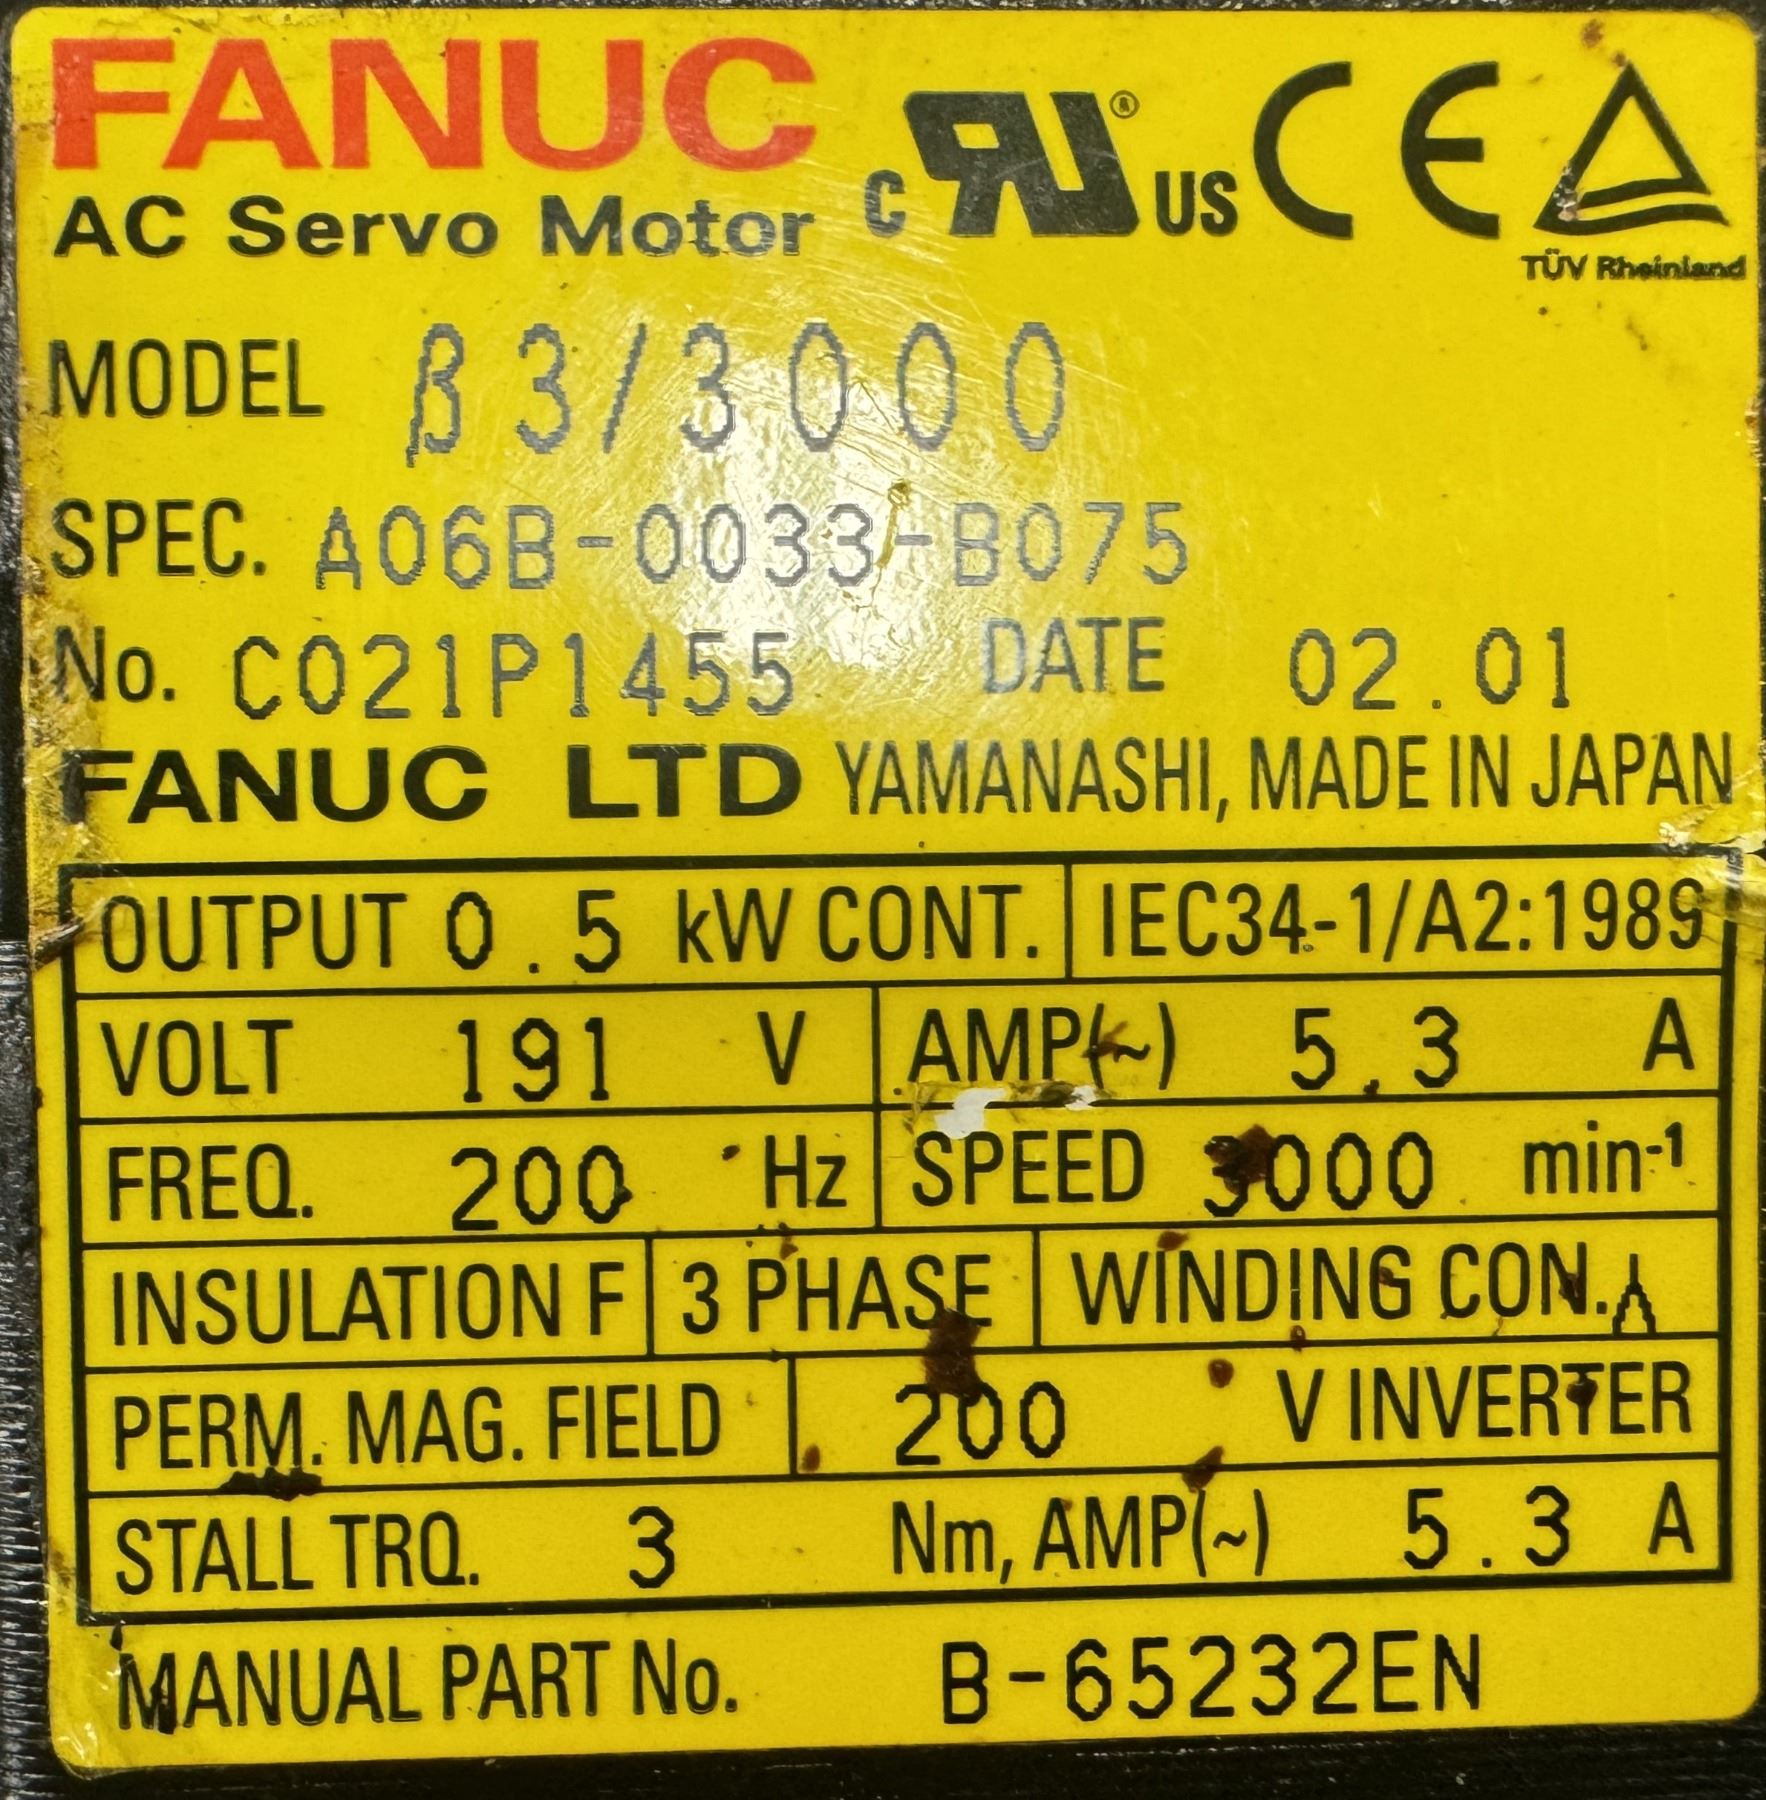 FANUC
AC Servo Motor
C RU® US CE TÜV Rheinland
MODEL β3/3000
SPEC. A06B-0033-B075
No. C021P1455 DATE 02.01
FANUC LTD YAMANASHI, MADE IN JAPAN
OUTPUT 0.5 kW CONT. IEC34-1/A2:1989
VOLT 191 V AMP(~) 5.3 A
FREQ. 200 Hz SPEED 3000 min-1
INSULATION F 3 PHASE WINDING CON.
PERM. MAG. FIELD 200 V INVERTER
STALL TRQ. 3 Nm, AMP(~) 5.3 A
MANUAL PART No. B-65232EN